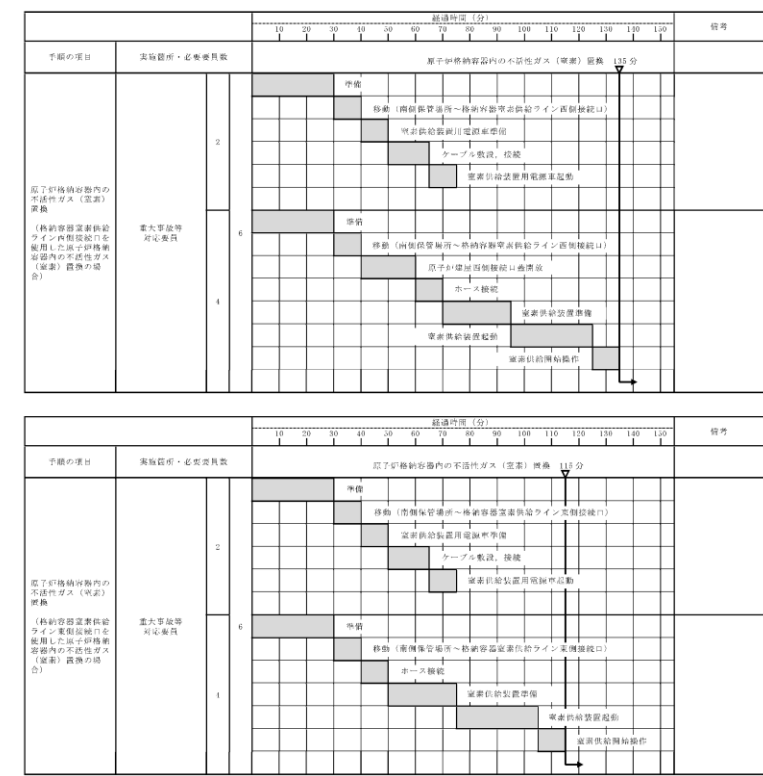 経過時間（分）
10 20 30 40 50 60 70 80 90 100 110 120 130 140 150
備考
手順の項目
実施箇所・必要要員数
原子炉格納容器内の不活性ガス（窒素）置換 135分
原子炉格納容器内の
不活性ガス（窒素）
置換
（格納容器窒素供給
ライン西側接続口を
使用した原子炉格納
容器内の不活性ガス
（窒素）置換の場
合）
重大事故等
対応要員
2
6
準備
移動（南側保管場所～格納容器窒素供給ライン西側接続口）
窒素供給装置用電源車準備
ケーブル敷設，接続
窒素供給装置用電源車起動
4
準備
移動（南側保管場所～格納容器窒素供給ライン西側接続口）
原子炉建屋西側接続口蓋開放
ホース接続
窒素供給装置準備
窒素供給装置起動
窒素供給開始操作
経過時間（分）
10 20 30 40 50 60 70 80 90 100 110 120 130 140 150
備考
手順の項目
実施箇所・必要要員数
原子炉格納容器内の不活性ガス（窒素）置換 115分
原子炉格納容器内の
不活性ガス（窒素）
置換
（格納容器窒素供給
ライン東側接続口を
使用した原子炉格納
容器内の不活性ガス
（窒素）置換の場
合）
重大事故等
対応要員
2
6
準備
移動（南側保管場所～格納容器窒素供給ライン東側接続口）
窒素供給装置用電源車準備
ケーブル敷設，接続
窒素供給装置用電源車起動
4
準備
移動（南側保管場所～格納容器窒素供給ライン東側接続口）
ホース接続
窒素供給装置準備
窒素供給装置起動
窒素供給開始操作